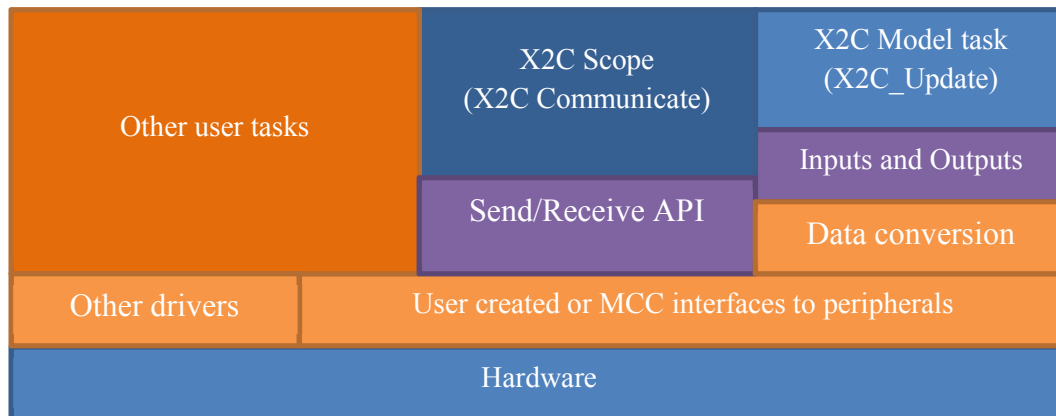 Other user tasks
X2C Scope
(X2C Communicate)
X2C Model task
(X2C_Update)
Inputs and Outputs
Send/Receive API
Data conversion
Other drivers
User created or MCC interfaces to peripherals
Hardware